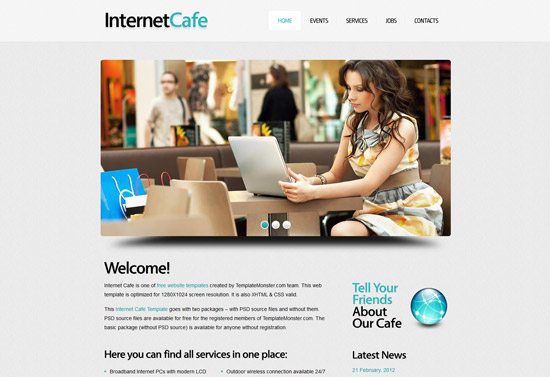 InternetCafe
HOME EVENTS SERVICES JOBS CONTACTS
Welcome!
Internet Cafe is one of free website templates created by TemplateMonster.com team. This web
template is optimized for 1280X1024 screen resolution. It is also XHTML & CSS valid.
This Internet Cafe Template goes with two packages – with PSD source files and without them.
PSD source files are available for free for the registered members of TemplateMonster.com. The
basic package (without PSD source) is available for anyone without registration.
Tell Your
Friends
About
Our Cafe
Here you can find all services in one place:
Broadband Internet PCs with modern LCD
Outdoor wireless connection available 24/7
Latest News
21 February, 2012